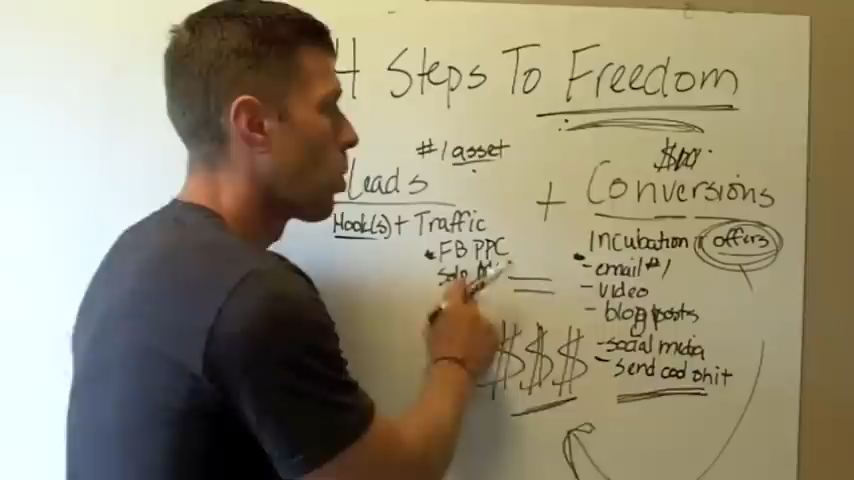 4 Steps To Freedom
#1 asset
$
Leads + Conversions
Hook(s) + Traffic
FB PPC
Solo
=
$$$
Incubation offers
- email #1
- video
- blog posts
- social media
- send cool shit